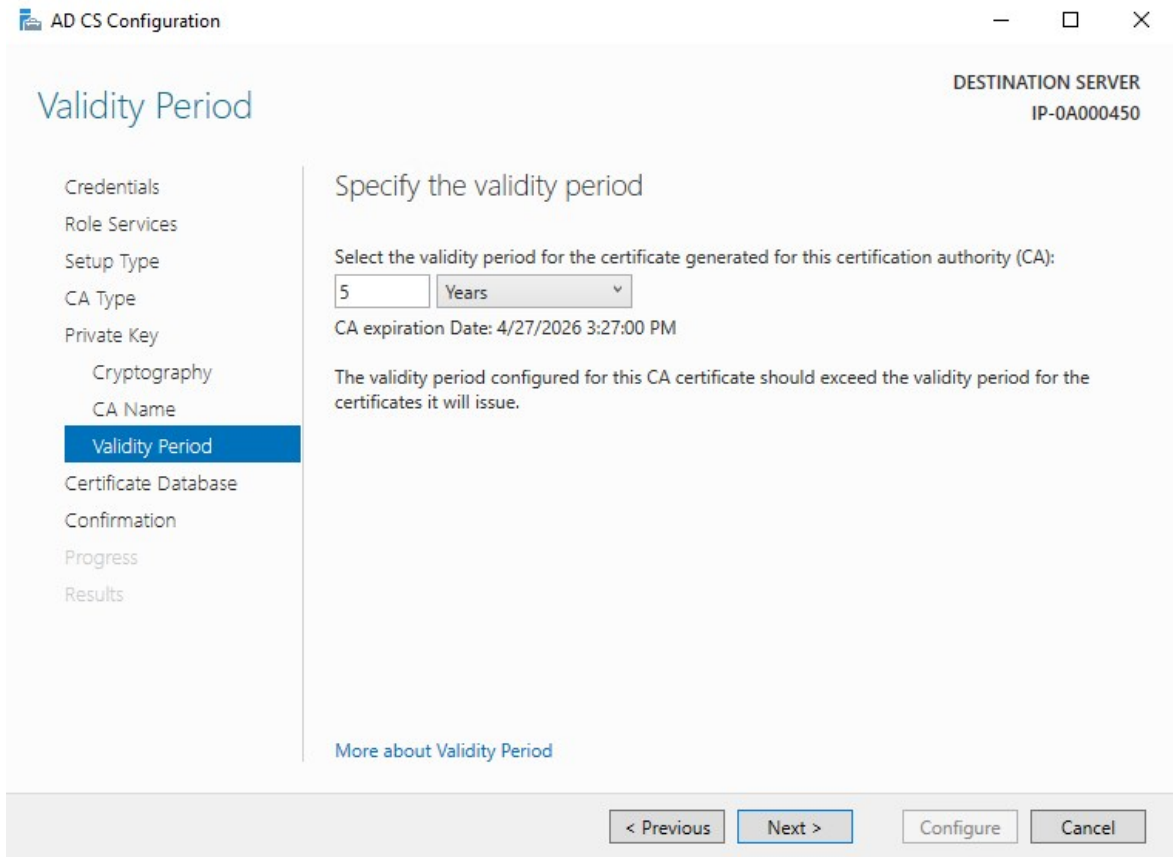 AD CS Configuration
DESTINATION SERVER
IP-0A000450
Validity Period
Credentials
Role Services
Setup Type
CA Type
Private Key
Cryptography
CA Name
Validity Period
Certificate Database
Confirmation
Progress
Results
Specify the validity period
Select the validity period for the certificate generated for this certification authority (CA):
5 Years
CA expiration Date: 4/27/2026 3:27:00 PM
The validity period configured for this CA certificate should exceed the validity period for the
certificates it will issue.
More about Validity Period
< Previous Next > Configure Cancel